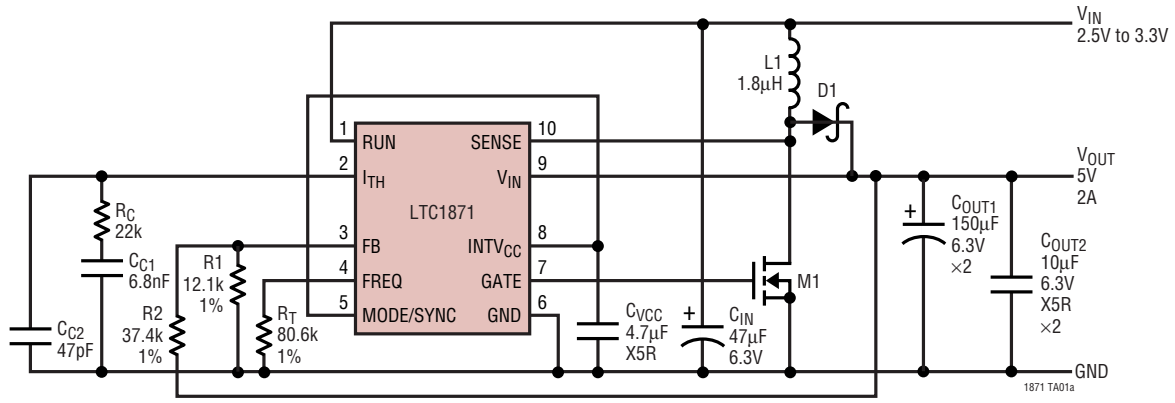 VIN
2.5V to 3.3V
L1
1.8µH
D1
1
RUN
SENSE
10
2
ITH
VIN
9
LTC1871
3
FB
INTVCC
8
4
FREQ
GATE
7
5
MODE/SYNC
GND
6
RC
22k
CC1
6.8nF
R1
12.1k
1%
R2
37.4k
1%
RT
80.6k
1%
CC2
47pF
CVCC
4.7µF
X5R
+
CIN
47µF
6.3V
M1
VOUT
5V
2A
+
COUT1
150µF
6.3V
×2
COUT2
10µF
6.3V
X5R
×2
GND
1871 TA01a